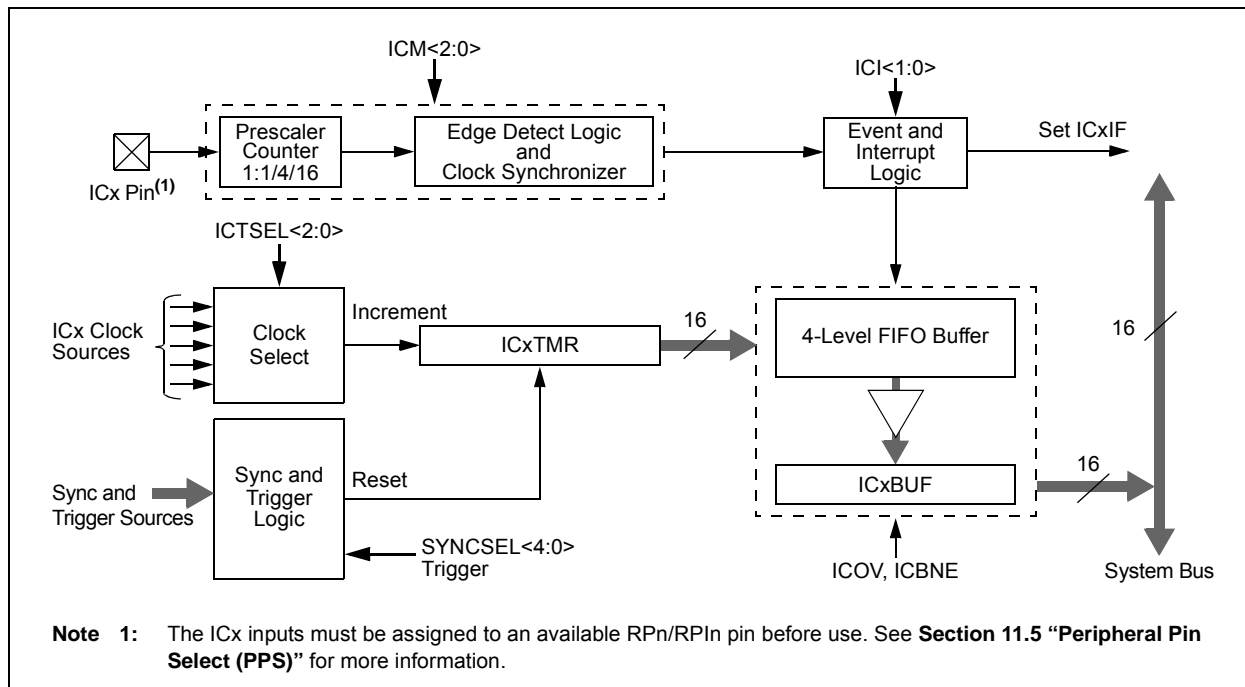 ICM<2:0>
ICI<1:0>
Prescaler
Counter
1:1/4/16
Edge Detect Logic
and
Clock Synchronizer
Event and
Interrupt
Logic
Set ICxIF
ICx Pin(1)
ICTSEL<2:0>
ICx Clock
Sources
Clock
Select
Increment
ICxTMR
16
4-Level FIFO Buffer
16
Sync and
Trigger Sources
Sync and
Trigger
Logic
Reset
ICxBUF
16
SYNCSEL<4:0>
Trigger
ICOV, ICBNE
System Bus
Note 1: The ICx inputs must be assigned to an available RPn/RPIn pin before use. See Section 11.5 “Peripheral Pin
Select (PPS)” for more information.